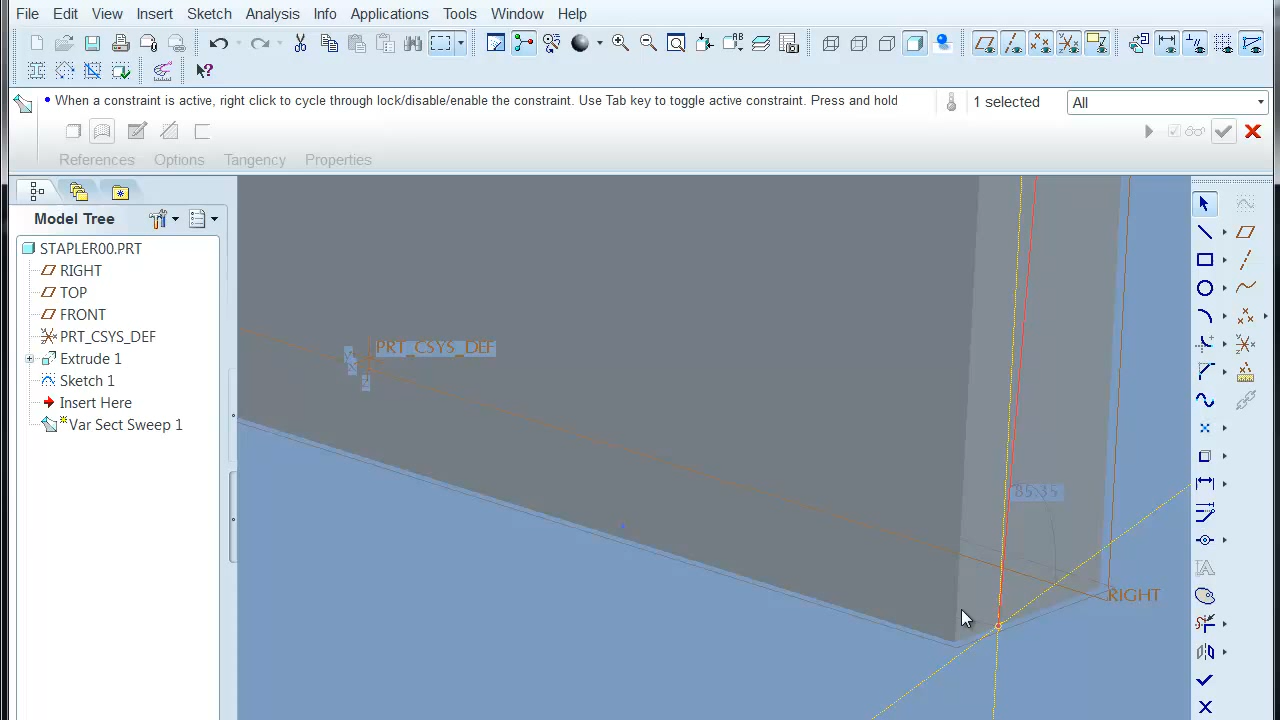 File Edit View Insert Sketch Analysis Info Applications Tools Window Help
When a constraint is active, right click to cycle through lock/disable/enable the constraint. Use Tab key to toggle active constraint. Press and hold
1 selected
All
References Options Tangency Properties
Model Tree
STAPLER00.PRT
RIGHT
TOP
FRONT
PRT_CSYS_DEF
Extrude 1
Sketch 1
Insert Here
Var Sect Sweep 1
PRT_CSYS_DEF
85.35
RIGHT